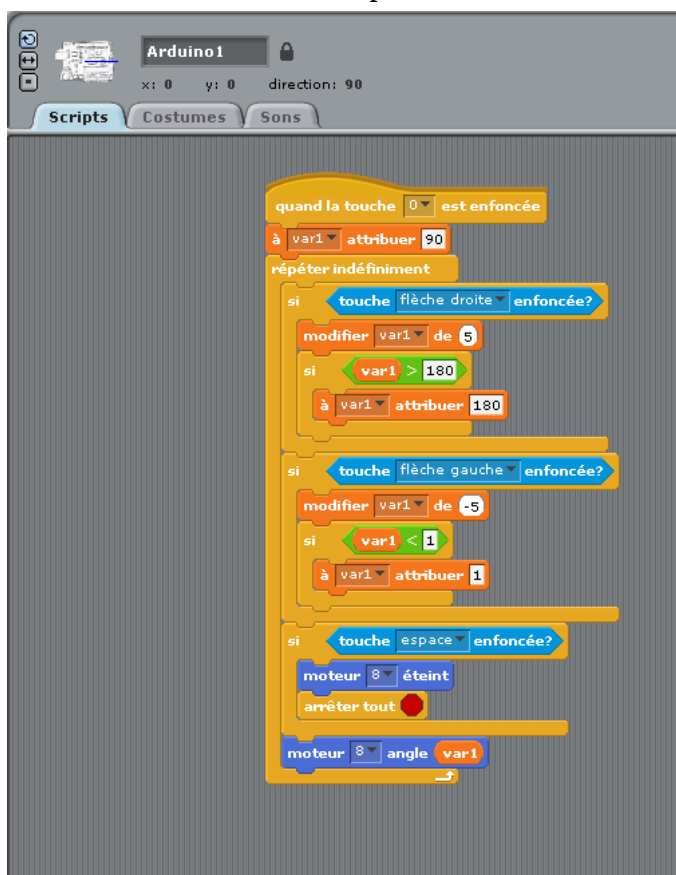 Arduino1
x: 0 y: 0 direction: 90
Scripts Costumes Sons
quand la touche 0 est enfoncée
à var1 attribuer 90
répéter indéfiniment
si touche flèche droite enfoncée?
modifier var1 de 5
si var1 > 180
à var1 attribuer 180
si touche flèche gauche enfoncée?
modifier var1 de -5
si var1 < 1
à var1 attribuer 1
si touche espace enfoncée?
moteur 8 éteint
arrêter tout
moteur 8 angle var1